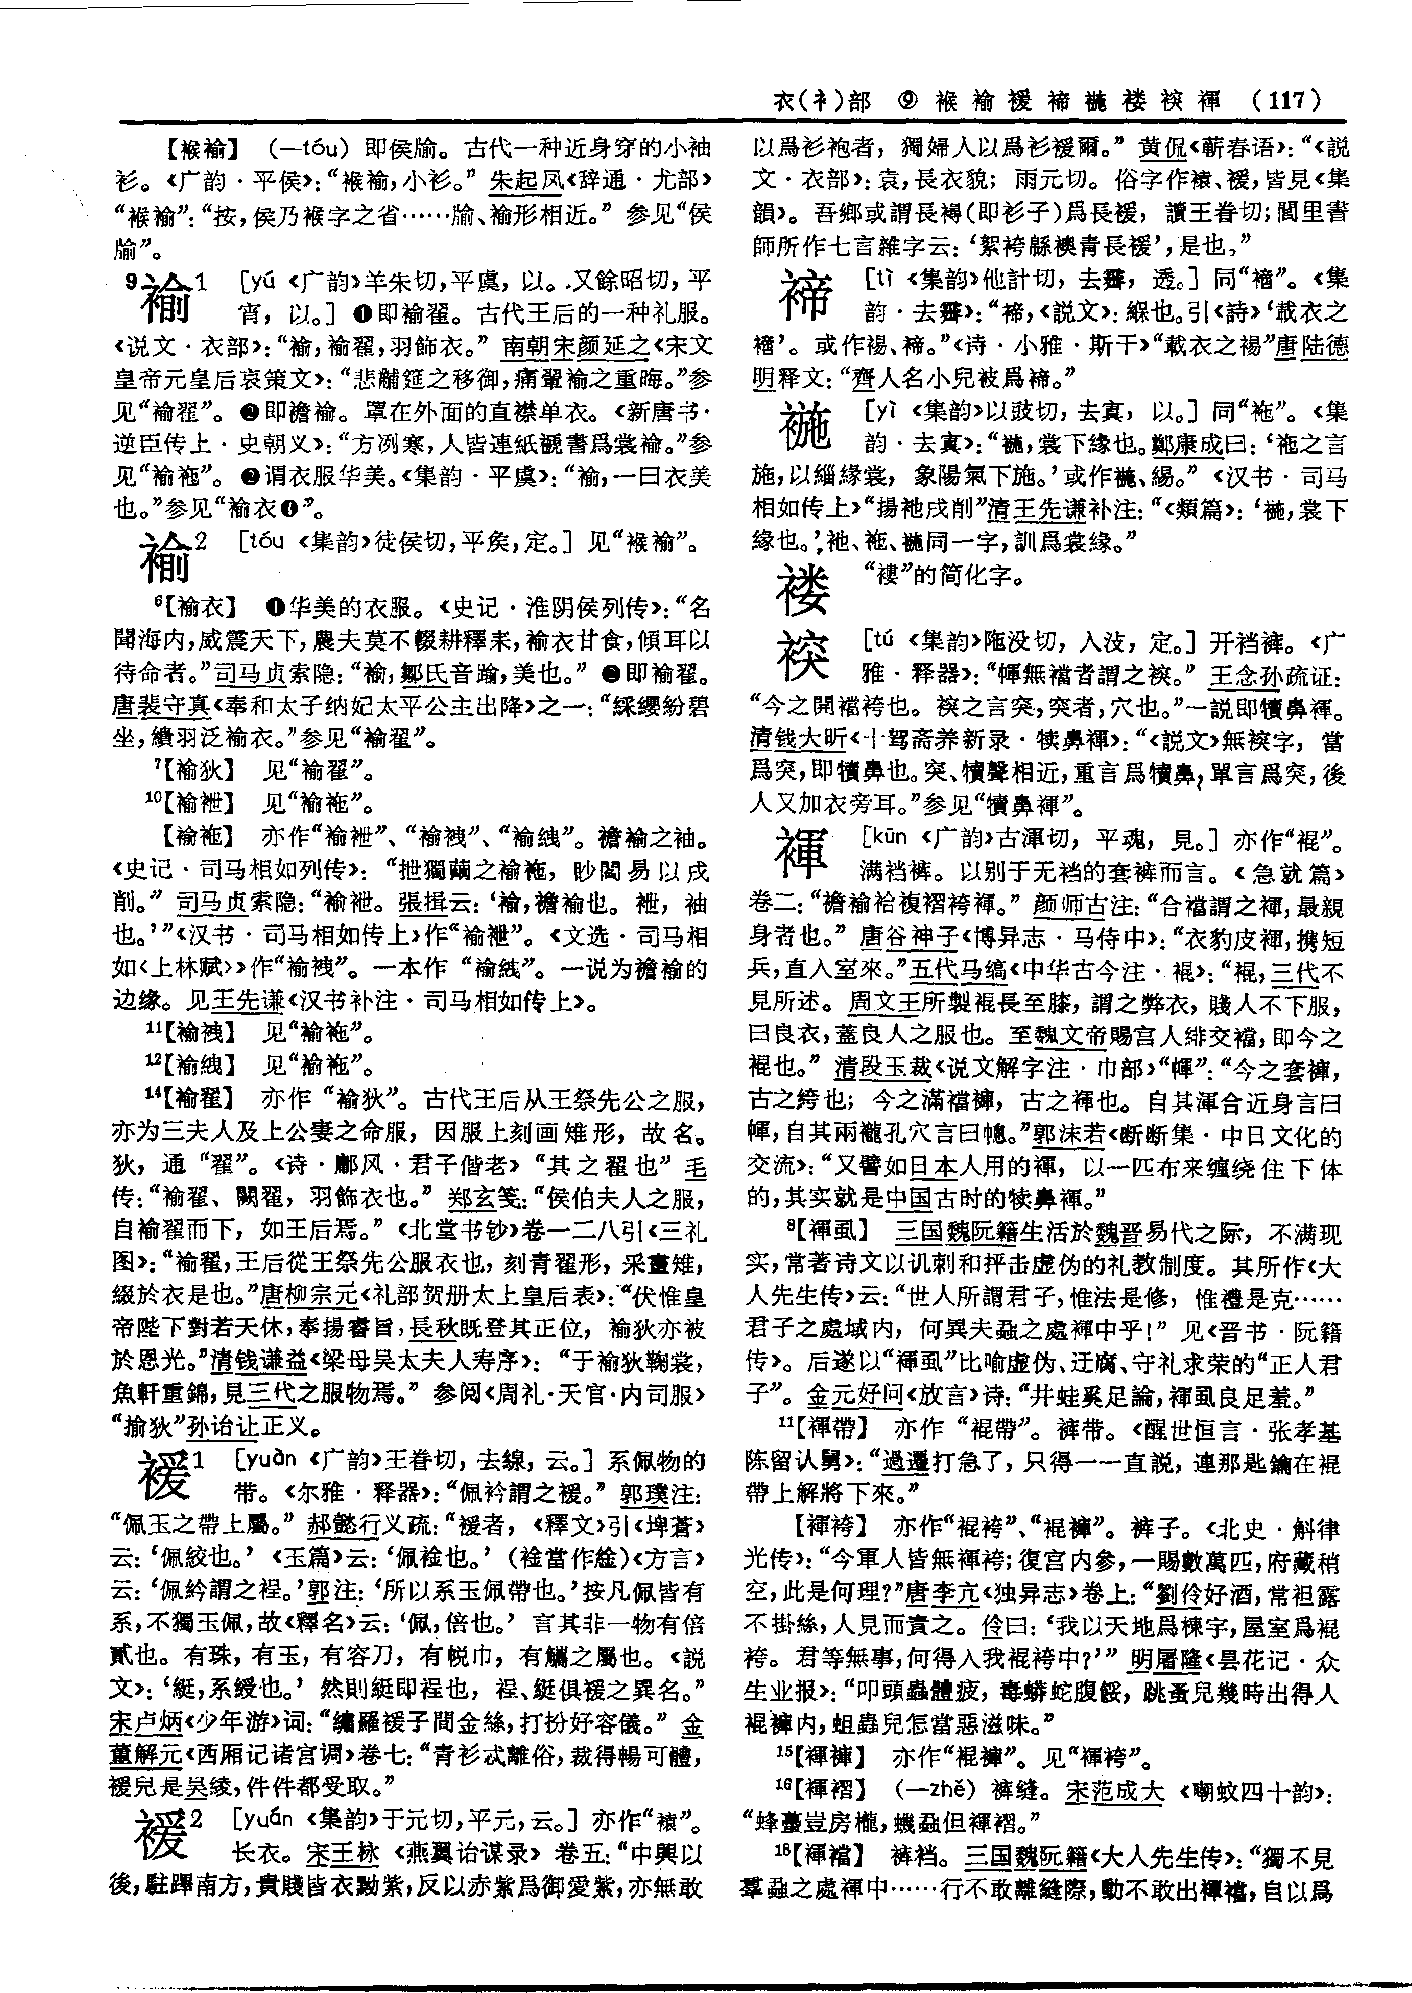 衣(衤)部 ⑨ 褠褕褑禘𧛧褛䘹褌 (117)
【𧙨褕】 (—tóu) 即侯牏。古代一种近身穿的小袖
衫。《广韵·平侯》：“𧙨褕，小衫。” 朱起凤《辞通·尤部》
“𧙨褕”：“按，侯乃𧙨字之省……牏、褕形相近。” 参见“侯
牏”。
9褕1 [yú 《广韵》羊朱切，平虞，以。又餘昭切，平
宵，以。] ❶即褕翟。古代王后的一种礼服。
《说文·衣部》：“褕，褕翟，羽飾衣。” 南朝宋颜延之《宋文
皇帝元皇后哀策文》：“悲黼筵之移御，痛翬褕之重晦。”参
见“褕翟”。❷即襜褕。罩在外面的直襟单衣。《新唐书·
逆臣传上·史朝义》：“方冽寒，人皆連紙褫書爲裳褕。”参
见“褕袘”。❷谓衣服华美。《集韵·平虞》：“褕，一曰衣美
也。”参见“褕衣❶”。
褕2 [tóu 《集韵》徒侯切，平矦，定。] 见“𧙨褕”。
6【褕衣】 ❶华美的衣服。《史记·淮阴侯列传》：“名
聞海内，威震天下，農夫莫不輟耕釋耒，褕衣甘食，傾耳以
待命者。”司马贞索隐：“褕，鄒氏音踰，美也。” ❷即褕翟。
唐裴守真《奉和太子纳妃太平公主出降》之一：“綵纓紛碧
坐，繢羽泛褕衣。”参见“褕翟”。
7【褕狄】 见“褕翟”。
10【褕袣】 见“褕袘”。
【褕袘】 亦作“褕袣”、“褕䙄”、“褕絏”。襜褕之袖。
《史记·司马相如列传》：“抴獨繭之褕袘，眇閻易以戌
削。” 司马贞索隐：“褕袣。張揖云：‘褕，襜褕也。袣，袖
也。’”《汉书·司马相如传上》作“褕袣”。《文选·司马相
如〈上林赋〉》作“褕䙄”。一本作 “褕絏”。一说为襜褕的
边缘。见王先谦《汉书补注·司马相如传上》。
11【褕䙄】 见“褕袘”。
12【褕絏】 见“褕袘”。
14【褕翟】 亦作 “褕狄”。古代王后从王祭先公之服，
亦为三夫人及上公妻之命服，因服上刻画雉形，故名。
狄，通 “翟”。《诗·鄘风·君子偕老》“其之翟也”毛
传：“褕翟、闕翟，羽飾衣也。” 郑玄笺：“侯伯夫人之服，
自褕翟而下，如王后焉。” 《北堂书钞》卷一二八引《三礼
图》：“褕翟，王后從王祭先公服衣也，刻青翟形，采畫雉，
綴於衣是也。”唐柳宗元《礼部贺册太上皇后表》：“伏惟皇
帝陛下對若天休，奉揚睿旨，長秋既登其正位，褕狄亦被
於恩光。”清钱谦益《梁母吴太夫人寿序》：“于褕狄鞠裳，
魚軒重錦，見三代之服物焉。” 参阅《周礼·天官·内司服》
“揄狄”孙诒让正义。
褑1 [yuàn 《广韵》王眷切，去線，云。] 系佩物的
带。《尔雅·释器》：“佩衿謂之褑。” 郭璞注：
“佩玉之帶上屬。” 郝懿行义疏：“褑者，《釋文》引《埤蒼》
云：‘佩絞也。’《玉篇》云：‘佩裣也。’（裣當作䘳）《方言》
云：‘佩紟謂之裎。’郭注：‘所以系玉佩帶也。’按凡佩皆有
系，不獨玉佩，故《釋名》云：‘佩，倍也。’ 言其非一物有倍
貳也。有珠，有玉，有容刀，有帨巾，有觿之屬也。《說
文》：‘綎，系綬也。’ 然則綎即裎也，裎、綎俱褑之異名。”
宋卢炳《少年游》词：“繡羅褑子間金絲，打扮好容儀。” 金
董解元《西厢记诸宫调》卷七：“青衫忒離俗，裁得暢可體，
褑兒是吴绫，件件都受取。”
褑2 [yuán 《集韵》于元切，平元，云。] 亦作“褤”。
长衣。宋王栐 《燕翼诒谋录》 卷五：“中興以
後，駐蹕南方，貴賤皆衣黝紫，反以赤紫爲御愛紫，亦無敢
以爲衫袍者，獨婦人以爲衫褑爾。” 黄侃《蕲春语》：“《説
文·衣部》：袁，長衣貌；雨元切。俗字作褤、褑，皆見《集
韻》。吾鄉或謂長褂(即衫子)爲長褑，讀王眷切；閭里書
師所作七言雜字云：‘絮袴緜襖青長褑’，是也。”
禘 [tì 《集韵》他計切，去霽，透。] 同“䄺”。《集
韵·去霽》：“禘，《説文》：緥也。引《詩》‘載衣之
䄺’。或作裼、禘。”《诗·小雅·斯干》“載衣之裼”唐陆德
明释文：“齊人名小兒被爲禘。”
𧛧 [yì 《集韵》以豉切，去寘，以。] 同“袘”。《集
韵·去寘》：“𧛧，裳下緣也。鄭康成曰：‘袘之言
施，以緇緣裳，象陽氣下施。’或作𧛧、緆。” 《汉书·司马
相如传上》“揚衪戌削”清王先谦补注：“《類篇》：‘𧛧，裳下
緣也。’衪、袘、𧛧同一字，訓爲裳緣。”
褛 “褸”的简化字。
䘹 [tú 《集韵》陁没切，入没，定。] 开裆裤。《广
雅·释器》：“㡓無襠者謂之䘹。” 王念孙疏证：
“今之開襠袴也。䘹之言突，突者，穴也。”一説即犢鼻褌。
清钱大昕《十驾斋养新录·犊鼻褌》：“《説文》無䘹字，當
爲突，即犢鼻也。突、犢聲相近，重言爲犢鼻，單言爲突，後
人又加衣旁耳。”参见“犢鼻褌”。
褌 [kūn 《广韵》古渾切，平魂，見。] 亦作“裩”。
满裆裤。以别于无裆的套裤而言。《急就篇》
卷二：“襜褕袷複褶袴褌。” 颜师古注：“合襠謂之褌，最親
身者也。” 唐谷神子《博异志·马侍中》：“衣豹皮褌，携短
兵，直入室來。”五代马缟《中华古今注·裩》：“裩，三代不
見所述。周文王所製裩長至膝，謂之弊衣，賤人不下服，
曰良衣，蓋良人之服也。至魏文帝賜宫人緋交襠，即今之
裩也。” 清段玉裁《说文解字注·巾部》“㡓”：“今之套褲，
古之絝也；今之滿襠褲，古之褌也。自其渾合近身言曰
㡓，自其兩襱孔穴言曰幒。”郭沫若《断断集·中日文化的
交流》：“又譬如日本人用的褌，以一匹布来缠绕住下体
的，其实就是中国古时的犊鼻褌。”
8【褌虱】 三国魏阮籍生活於魏晋易代之际，不满现
实，常著诗文以讥刺和抨击虚伪的礼教制度。其所作《大
人先生传》云：“世人所謂君子，惟法是修，惟禮是克……
君子之處域内，何異夫蝨之處褌中乎！” 见《晋书·阮籍
传》。后遂以“褌虱”比喻虚伪、迂腐、守礼求荣的“正人君
子”。金元好问《放言》诗：“井蛙奚足論，褌虱良足羞。”
11【褌帶】 亦作 “裩帶”。裤带。《醒世恒言·张孝基
陈留认舅》：“過遷打急了，只得一一直説，連那匙鑰在裩
帶上解將下來。”
【褌袴】 亦作“裩袴”、“裩褲”。裤子。《北史·斛律
光传》：“今軍人皆無褌袴；復宫内參，一賜數萬匹，府藏稍
空，此是何理？”唐李亢《独异志》卷上：“劉伶好酒，常袒露
不掛絲，人見而責之。伶曰：‘我以天地爲棟宇，屋室爲裩
袴。君等無事，何得入我裩袴中？’” 明屠隆《昙花记·众
生业报》：“叩頭蟲體疲，毒蟒蛇腹餒，跳蚤兒幾時出得人
裩褲内，蛆蟲兒怎當惡滋味。”
15【褌褲】 亦作“裩褲”。见“褌袴”。
16【褌褶】 (—zhě) 裤缝。宋范成大 《嘲蚊四十韵》：
“蜂蠆豈房櫳，蟣蝨但褌褶。”
18【褌襠】 裤裆。三国魏阮籍《大人先生传》：“獨不見
羣蝨之處褌中……行不敢離縫際，動不敢出褌襠，自以爲